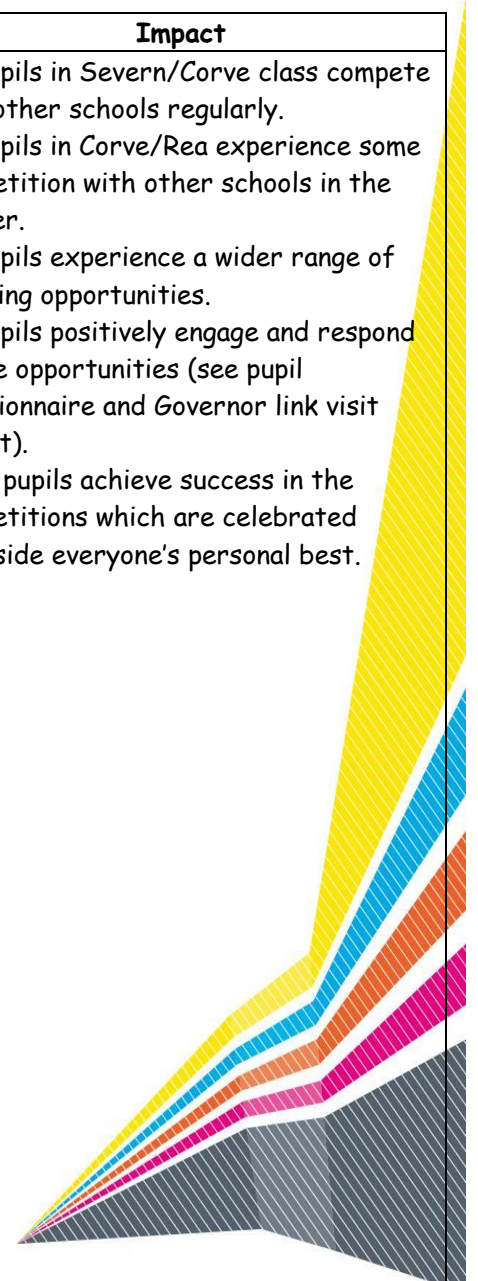 Impact
pils in Severn/Corve class compete
other schools regularly.
pils in Corve/Rea experience some
etition with other schools in the
er.
pils experience a wider range of
ing opportunities.
pils positively engage and respond
e opportunities (see pupil
ionnaire and Governor link visit
t).
pupils achieve success in the
etitions which are celebrated
side everyone's personal best.